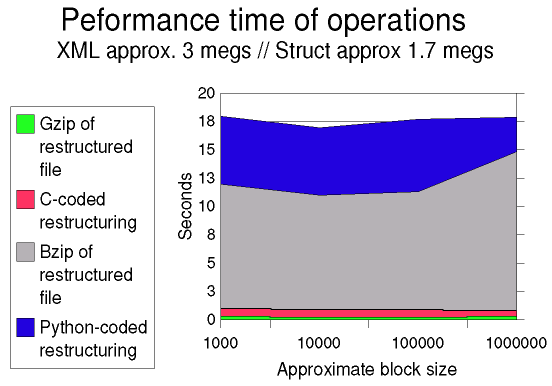 Peformance time of operations
XML approx. 3 megs // Struct approx 1.7 megs
Gzip of
restructured
file
C-coded
restructuring
Bzip of
restructured
file
Python-coded
restructuring
Seconds
20
18
15
13
10
8
5
3
0
1000 10000 100000 1000000
Approximate block size